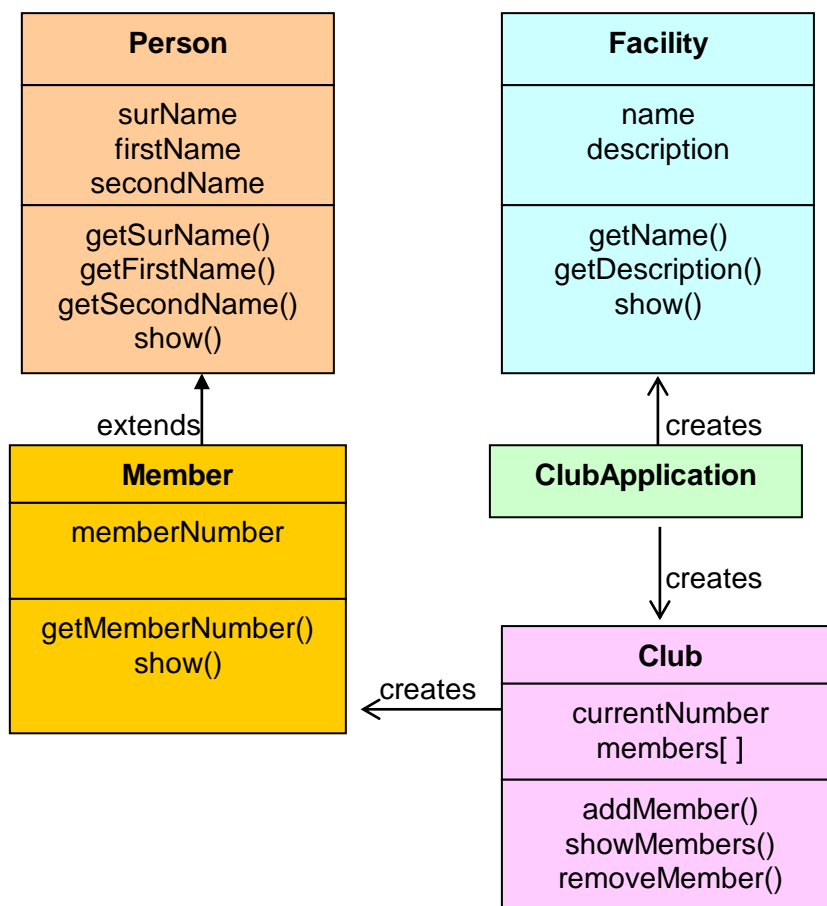 Person
surName
firstName
secondName
getSurName()
getFirstName()
getSecondName()
show()
Facility
name
description
getName()
getDescription()
show()
extends
creates
Member
memberNumber
getMemberNumber()
show()
ClubApplication
creates
creates
Club
currentNumber
members[ ]
addMember()
showMembers()
removeMember()